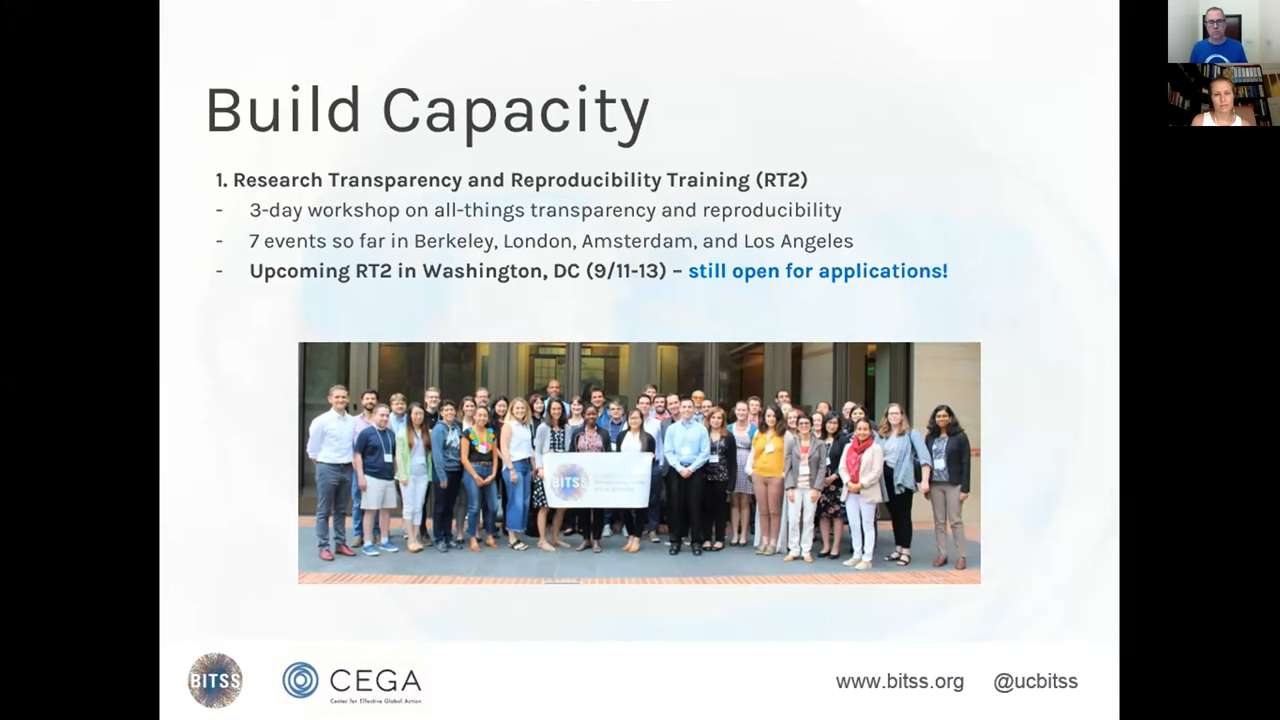 Build Capacity
1. Research Transparency and Reproducibility Training (RT2)
- 3-day workshop on all-things transparency and reproducibility
- 7 events so far in Berkeley, London, Amsterdam, and Los Angeles
- Upcoming RT2 in Washington, DC (9/11-13) – still open for applications!
BITSS
BITSS
CEGA
Center for Effective Global Action
www.bitss.org @ucbitss